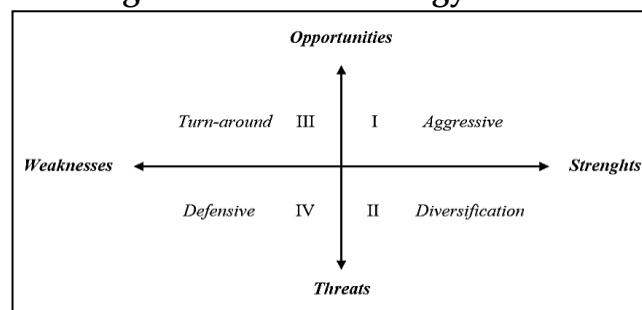 Opportunities
Turn-around III I Aggressive
Weaknesses Strenghts
Defensive IV II Diversification
Threats